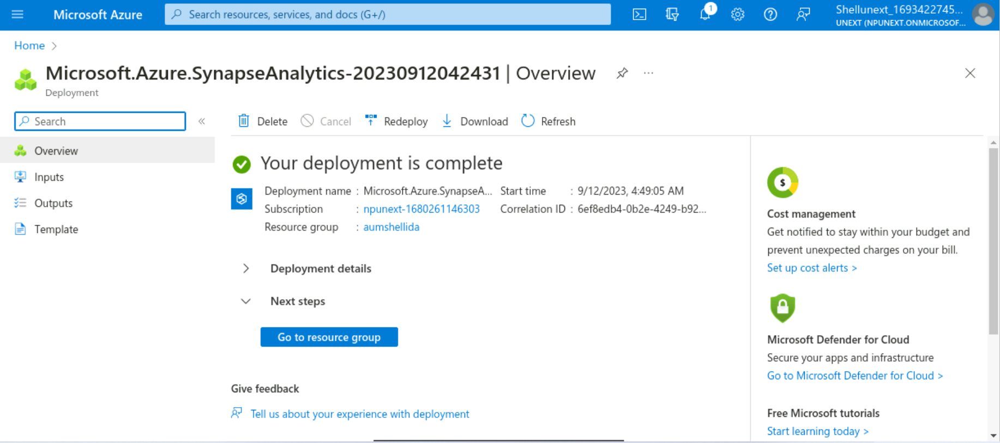 Microsoft Azure
Search resources, services, and docs (G+/)
1
Shellunext_1693422745...
UNEXT (NPUNEXT.ONMICROSOF...
Home >
Microsoft.Azure.SynapseAnalytics-20230912042431 | Overview
...
Deployment
Search
«
Delete
Cancel
Redeploy
Download
Refresh
Overview
Inputs
Outputs
Template
Your deployment is complete
Deployment name : Microsoft.Azure.SynapseA...
Subscription : npunext-1680261146303
Resource group : aumshellida
Start time : 9/12/2023, 4:49:05 AM
Correlation ID : 6ef8edb4-0b2e-4249-b92...
Deployment details
Next steps
Go to resource group
Give feedback
Tell us about your experience with deployment
$
Cost management
Get notified to stay within your budget and
prevent unexpected charges on your bill.
Set up cost alerts >
Microsoft Defender for Cloud
Secure your apps and infrastructure
Go to Microsoft Defender for Cloud >
Free Microsoft tutorials
Start learning today >